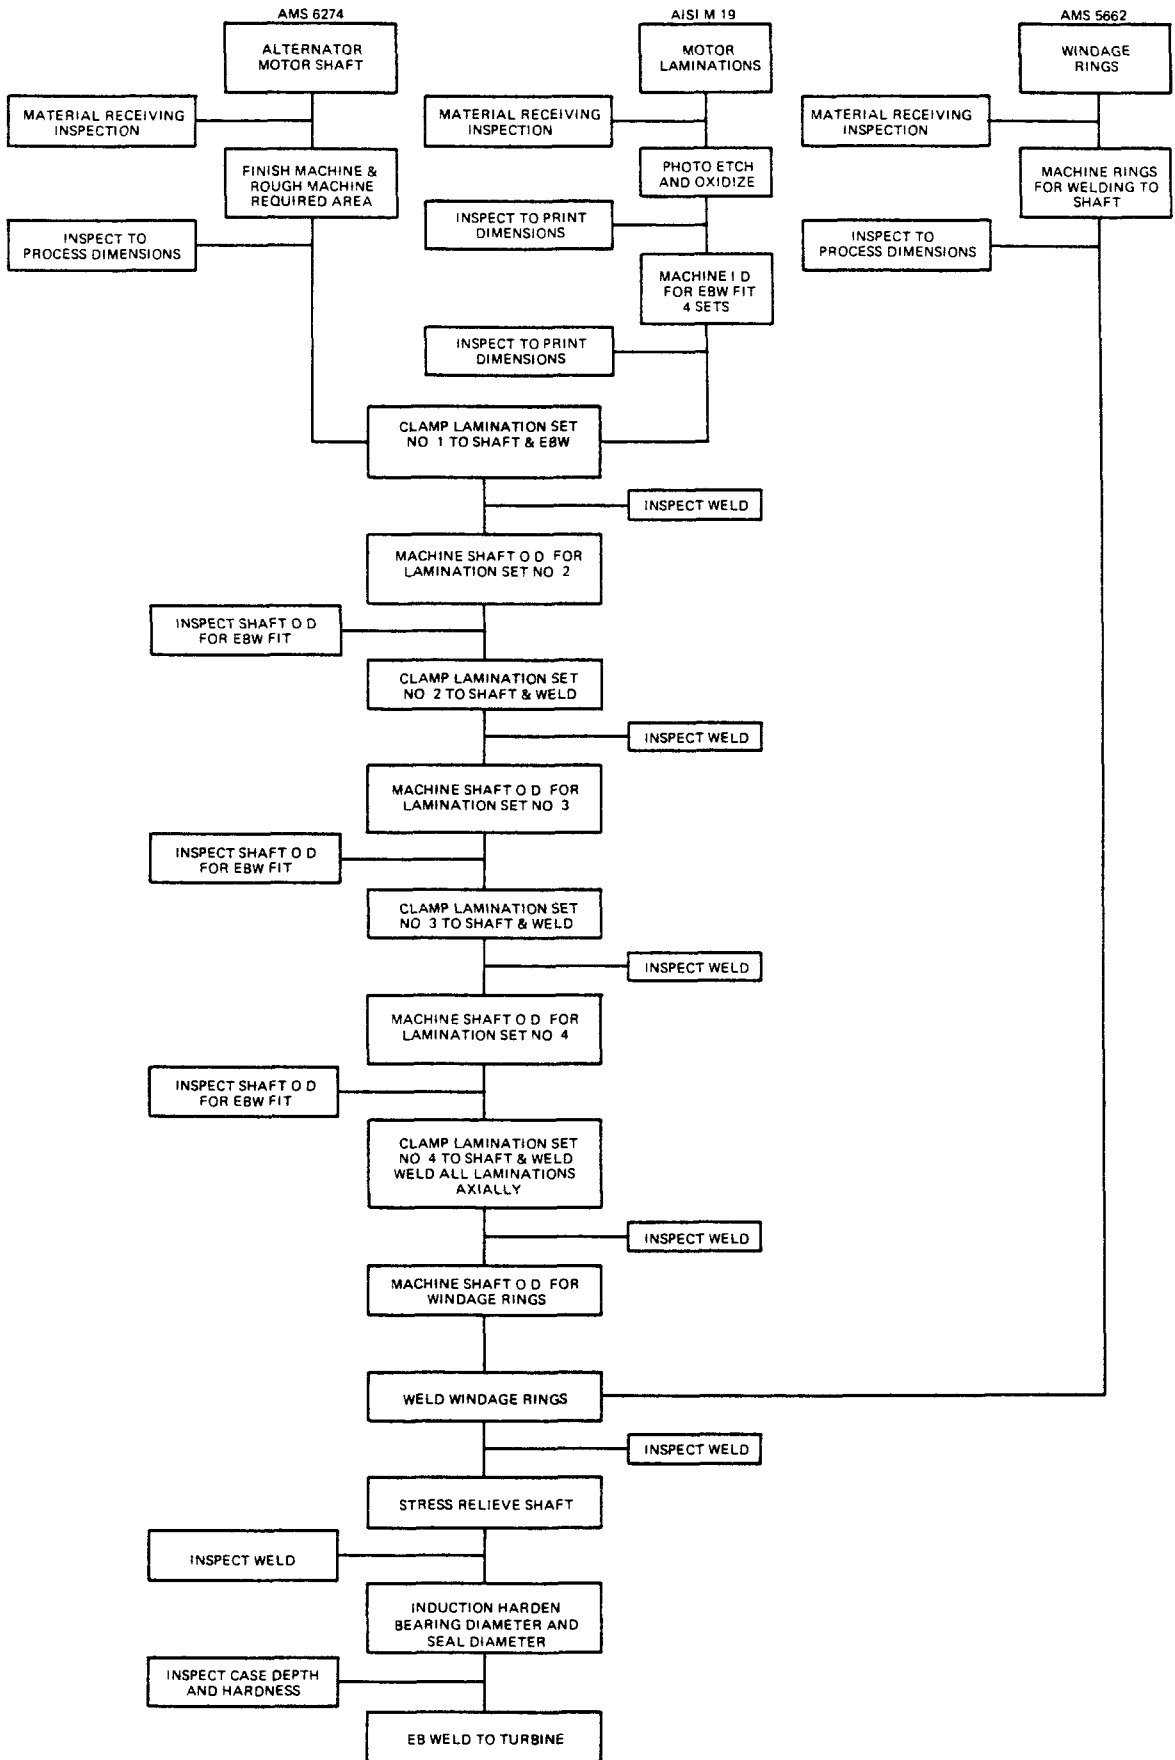 AMS 6274
ALTERNATOR
MOTOR SHAFT
AISI M 19
MOTOR
LAMINATIONS
AMS 5662
WINDAGE
RINGS
MATERIAL RECEIVING
INSPECTION
MATERIAL RECEIVING
INSPECTION
MATERIAL RECEIVING
INSPECTION
FINISH MACHINE &
ROUGH MACHINE
REQUIRED AREA
PHOTO ETCH
AND OXIDIZE
MACHINE RINGS
FOR WELDING TO
SHAFT
INSPECT TO
PROCESS DIMENSIONS
INSPECT TO PRINT
DIMENSIONS
INSPECT TO
PROCESS DIMENSIONS
MACHINE I D
FOR EBW FIT
4 SETS
INSPECT TO PRINT
DIMENSIONS
CLAMP LAMINATION SET
NO 1 TO SHAFT & EBW
INSPECT WELD
MACHINE SHAFT O D FOR
LAMINATION SET NO 2
INSPECT SHAFT O D
FOR EBW FIT
CLAMP LAMINATION SET
NO 2 TO SHAFT & WELD
INSPECT WELD
MACHINE SHAFT O D FOR
LAMINATION SET NO 3
INSPECT SHAFT O D
FOR EBW FIT
CLAMP LAMINATION SET
NO 3 TO SHAFT & WELD
INSPECT WELD
MACHINE SHAFT O D FOR
LAMINATION SET NO 4
INSPECT SHAFT O D
FOR EBW FIT
CLAMP LAMINATION SET
NO 4 TO SHAFT & WELD
WELD ALL LAMINATIONS
AXIALLY
INSPECT WELD
MACHINE SHAFT O D FOR
WINDAGE RINGS
WELD WINDAGE RINGS
INSPECT WELD
STRESS RELIEVE SHAFT
INSPECT WELD
INDUCTION HARDEN
BEARING DIAMETER AND
SEAL DIAMETER
INSPECT CASE DEPTH
AND HARDNESS
EB WELD TO TURBINE